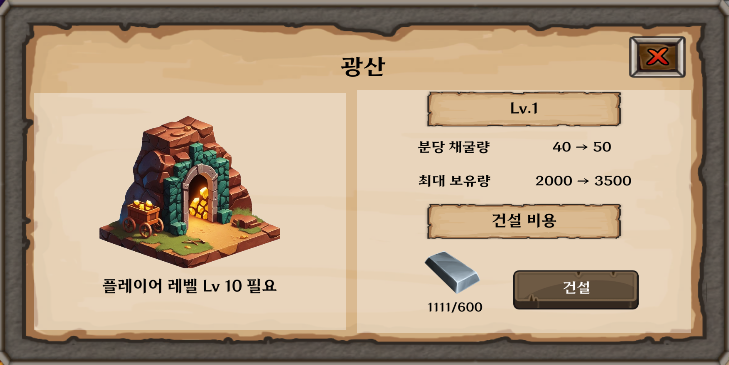 광산
Lv.1
분당 채굴량 40 → 50
최대 보유량 2000 → 3500
건설 비용
1111/600
건설
플레이어 레벨 Lv 10 필요